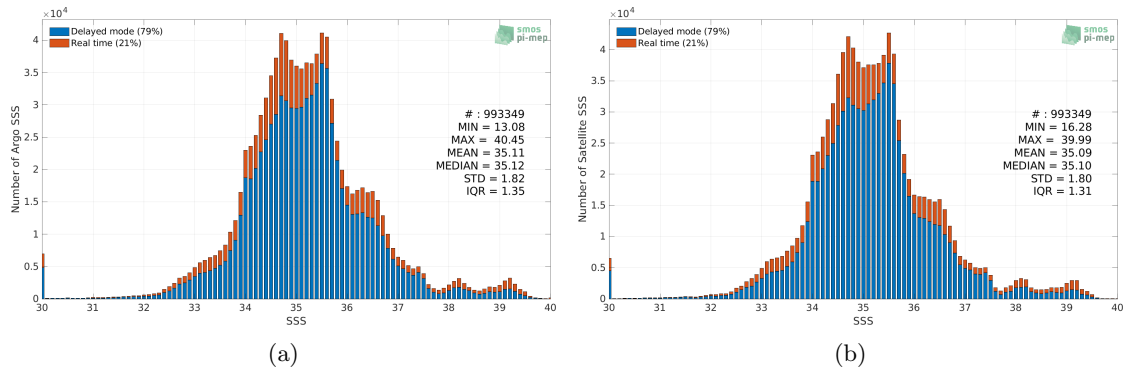 ×10⁴
Delayed mode (79%)
Real time (21%)
smos
pi-mep
4
3.5
3
2.5
2
1.5
1
0.5
0
Number of Argo SSS
# : 993349
MIN = 13.08
MAX = 40.45
MEAN = 35.11
MEDIAN = 35.12
STD = 1.82
IQR = 1.35
30 31 32 33 34 35 36 37 38 39 40
SSS
(a)
×10⁴
Delayed mode (79%)
Real time (21%)
smos
pi-mep
4
3.5
3
2.5
2
1.5
1
0.5
0
Number of Satellite SSS
# : 993349
MIN = 16.28
MAX = 39.99
MEAN = 35.09
MEDIAN = 35.10
STD = 1.80
IQR = 1.31
30 31 32 33 34 35 36 37 38 39 40
SSS
(b)